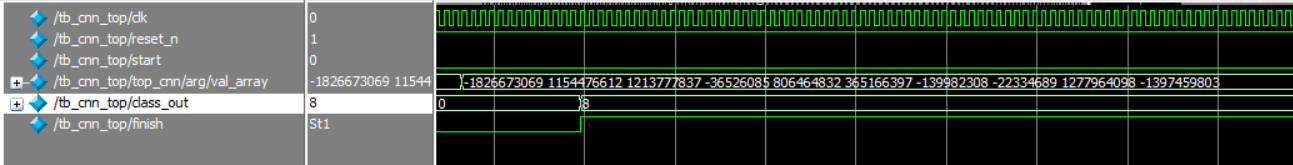 /tb_cnn_top/clk 0
/tb_cnn_top/reset_n 1
/tb_cnn_top/start 0
/tb_cnn_top/top_cnn/arg/val_array -1826673069 11544 -1826673069 1154476612 1213777837 -36526085 806464832 365166397 -139982308 -22334689 1277964098 -1397459803
/tb_cnn_top/class_out 8 0 8
/tb_cnn_top/finish St1